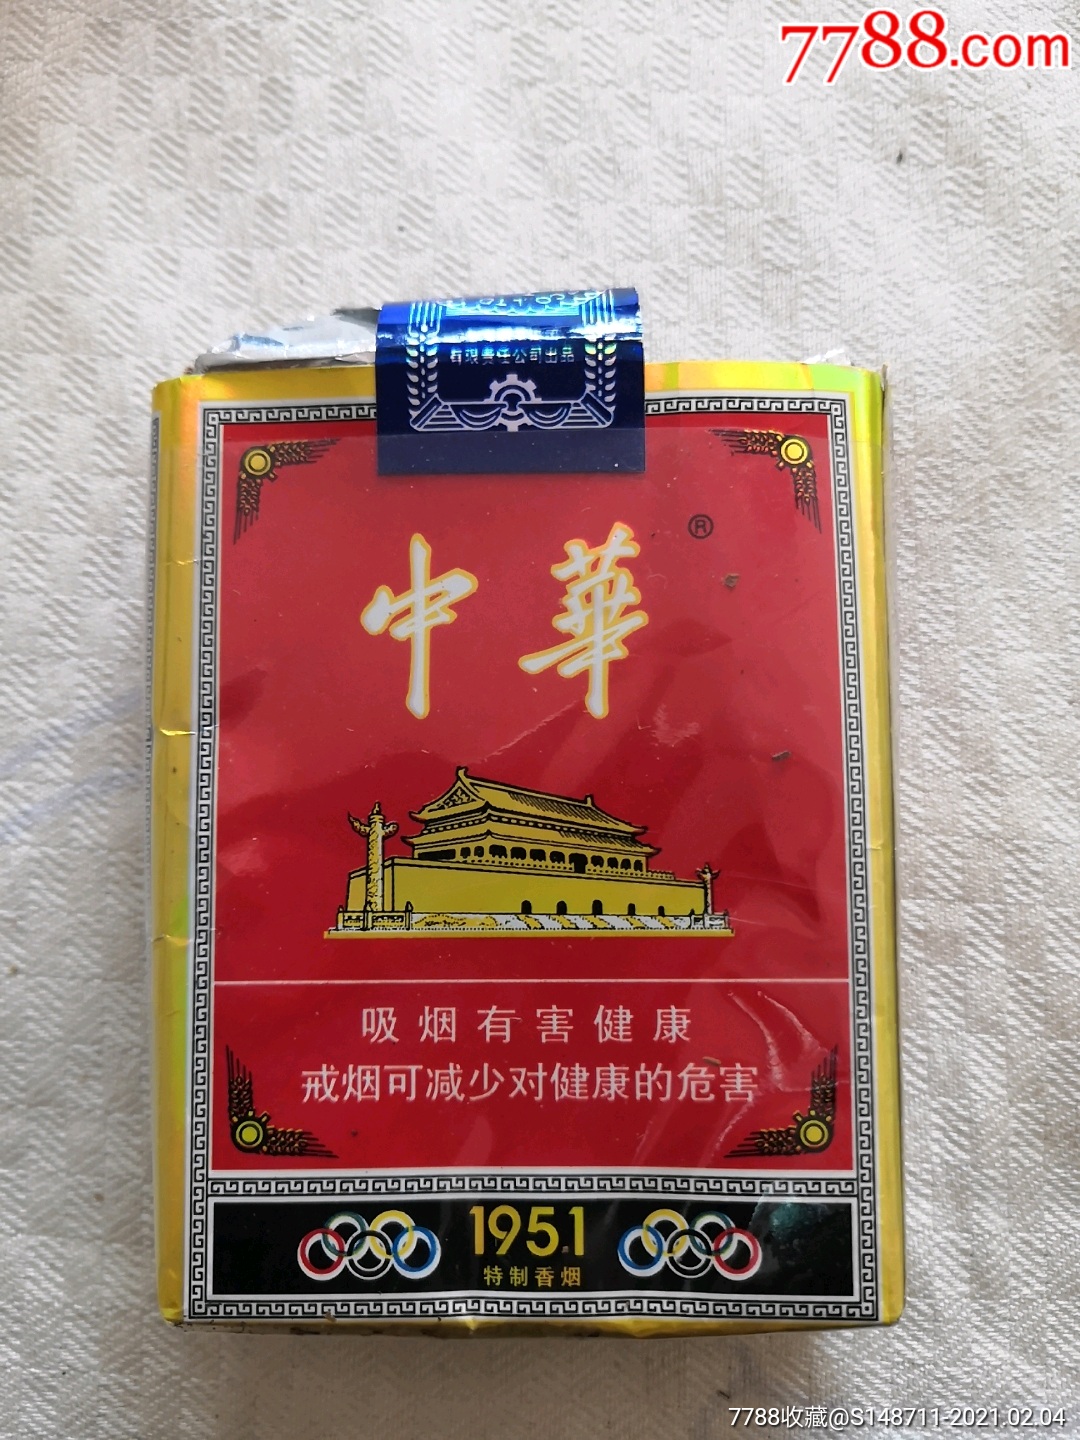 7788.com
有限责任公司出品
中華
®
吸烟有害健康
戒烟可减少对健康的危害
1951
特制香烟
7788收藏@S148711-2021.02.04